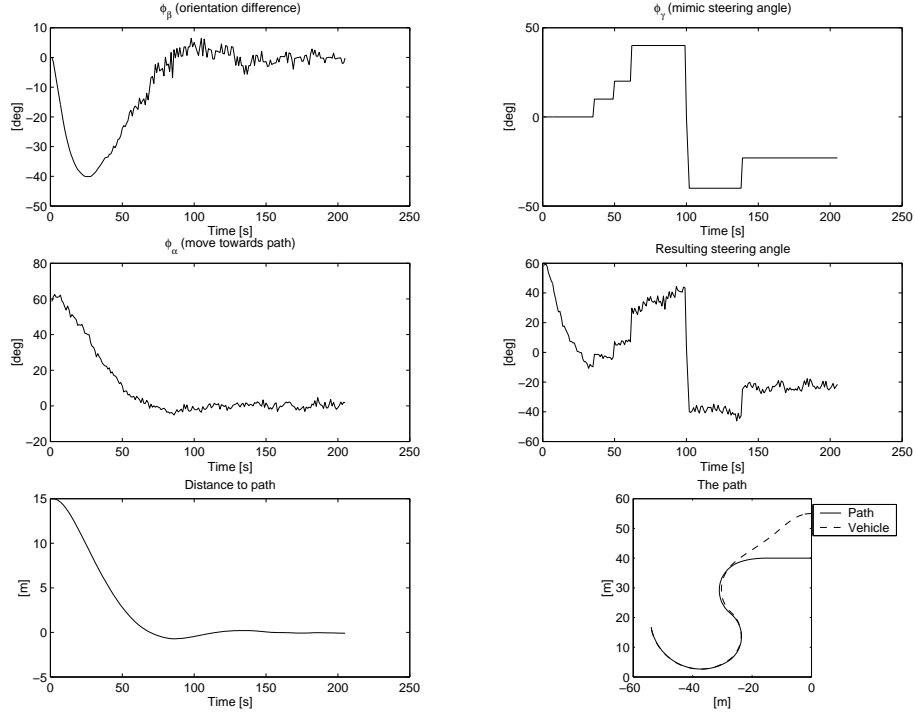 ϕβ (orientation difference)
10
0
−10
−20
−30
−40
−50
[deg]
0 50 100 150 200 250
Time [s]
ϕγ (mimic steering angle)
50
0
−50
[deg]
0 50 100 150 200 250
Time [s]
ϕα (move towards path)
80
60
40
20
0
−20
[deg]
0 50 100 150 200 250
Time [s]
Resulting steering angle
60
40
20
0
−20
−40
−60
[deg]
0 50 100 150 200 250
Time [s]
Distance to path
15
10
5
0
−5
[m]
0 50 100 150 200 250
Time [s]
The path
60
50
40
30
20
10
0
[m]
−60 −40 −20 0
[m]
Path
Vehicle